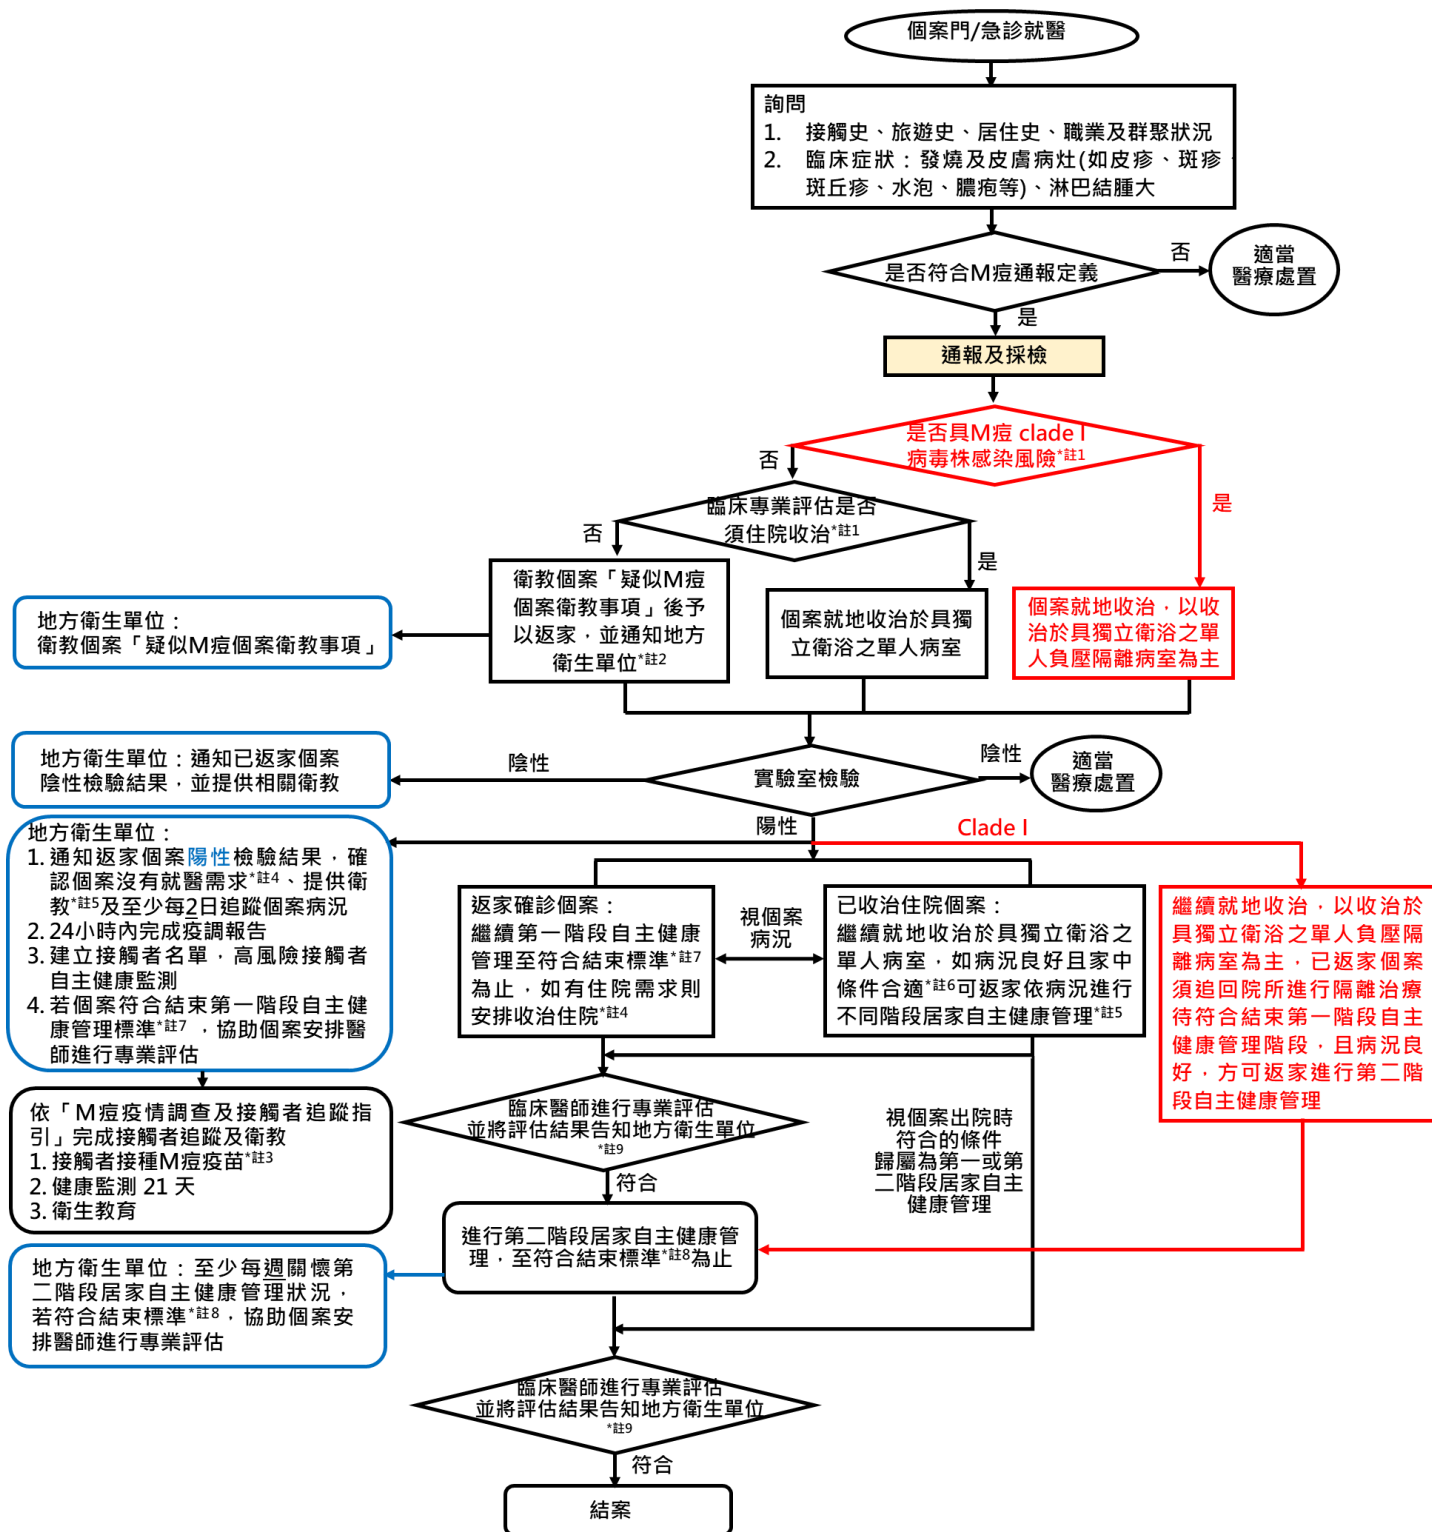 個案門/急診就醫
詢問
1. 接觸史、旅遊史、居住史、職業及群聚狀況
2. 臨床症狀：發燒及皮膚病灶(如皮疹、斑疹、
斑丘疹、水泡、膿疱等)、淋巴結腫大
是否符合M痘通報定義
否
適當
醫療處置
是
通報及採檢
是否具M痘 clade I
病毒株感染風險*註1
否
是
臨床專業評估是否
須住院收治*註1
否
是
衛教個案「疑似M痘
個案衛教事項」後予
以返家，並通知地方
衛生單位*註2
個案就地收治於具獨
立衛浴之單人病室
個案就地收治，以收
治於具獨立衛浴之單
人負壓隔離病室為主
地方衛生單位：
衛教個案「疑似M痘個案衛教事項」
地方衛生單位：通知已返家個案
陰性檢驗結果，並提供相關衛教
陰性
實驗室檢驗
陰性
適當
醫療處置
陽性
Clade I
地方衛生單位：
1. 通知返家個案陽性檢驗結果，確
認個案沒有就醫需求*註4、提供衛
教*註5及至少每2日追蹤個案病況
2. 24小時內完成疫調報告
3. 建立接觸者名單，高風險接觸者
自主健康監測
4. 若個案符合結束第一階段自主健
康管理標準*註7，協助個案安排醫
師進行專業評估
返家確診個案：
繼續第一階段自主健康
管理至符合結束標準*註7
為止，如有住院需求則
安排收治住院*註4
視個案
病況
已收治住院個案：
繼續就地收治於具獨立衛浴之
單人病室，如病況良好且家中
條件合適*註6可返家依病況進行
不同階段居家自主健康管理*註5
繼續就地收治，以收治於
具獨立衛浴之單人負壓隔
離病室為主，已返家個案
須追回院所進行隔離治療
待符合結束第一階段自主
健康管理階段，且病況良
好，方可返家進行第二階
段自主健康管理
依「M痘疫情調查及接觸者追蹤指
引」完成接觸者追蹤及衛教
1. 接觸者接種M痘疫苗*註3
2. 健康監測 21 天
3. 衛生教育
臨床醫師進行專業評估
並將評估結果告知地方衛生單位
*註9
符合
視個案出院時
符合的條件
歸屬為第一或第
二階段居家自主
健康管理
進行第二階段居家自主健康管
理，至符合結束標準*註8為止
地方衛生單位：至少每週關懷第
二階段居家自主健康管理狀況，
若符合結束標準*註8，協助個案安
排醫師進行專業評估
臨床醫師進行專業評估
並將評估結果告知地方衛生單位
*註9
符合
結案